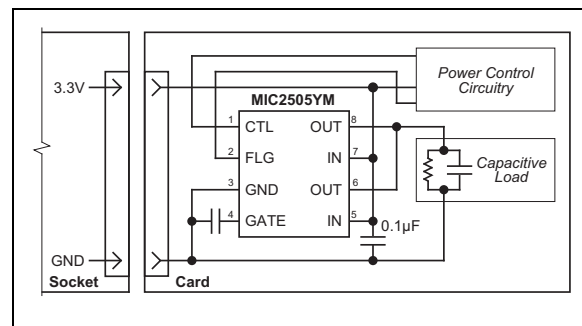 Power Control
Circuitry
3.3V
MIC2505YM
1 CTL OUT 8
2 FLG IN 7
3 GND OUT 6
4 GATE IN 5
Capacitive
Load
0.1µF
GND
Socket
Card